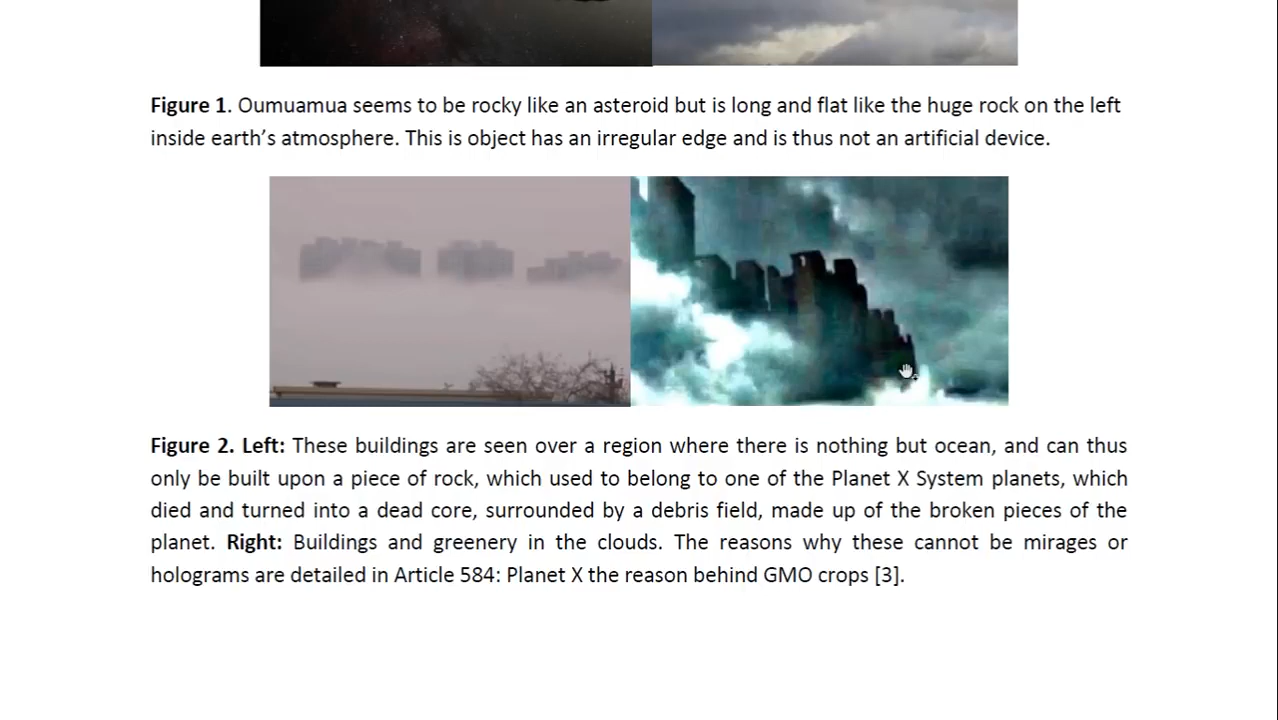 Figure 1. Oumuamua seems to be rocky like an asteroid but is long and flat like the huge rock on the left
inside earth’s atmosphere. This is object has an irregular edge and is thus not an artificial device.
Figure 2. Left: These buildings are seen over a region where there is nothing but ocean, and can thus
only be built upon a piece of rock, which used to belong to one of the Planet X System planets, which
died and turned into a dead core, surrounded by a debris field, made up of the broken pieces of the
planet. Right: Buildings and greenery in the clouds. The reasons why these cannot be mirages or
holograms are detailed in Article 584: Planet X the reason behind GMO crops [3].